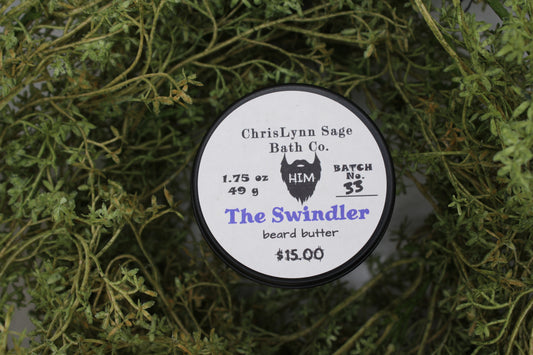 ChrisLynn Sage
Bath Co.
1.75 oz
49 g
HIM
BATCH
No.
33
The Swindler
beard butter
$15.00